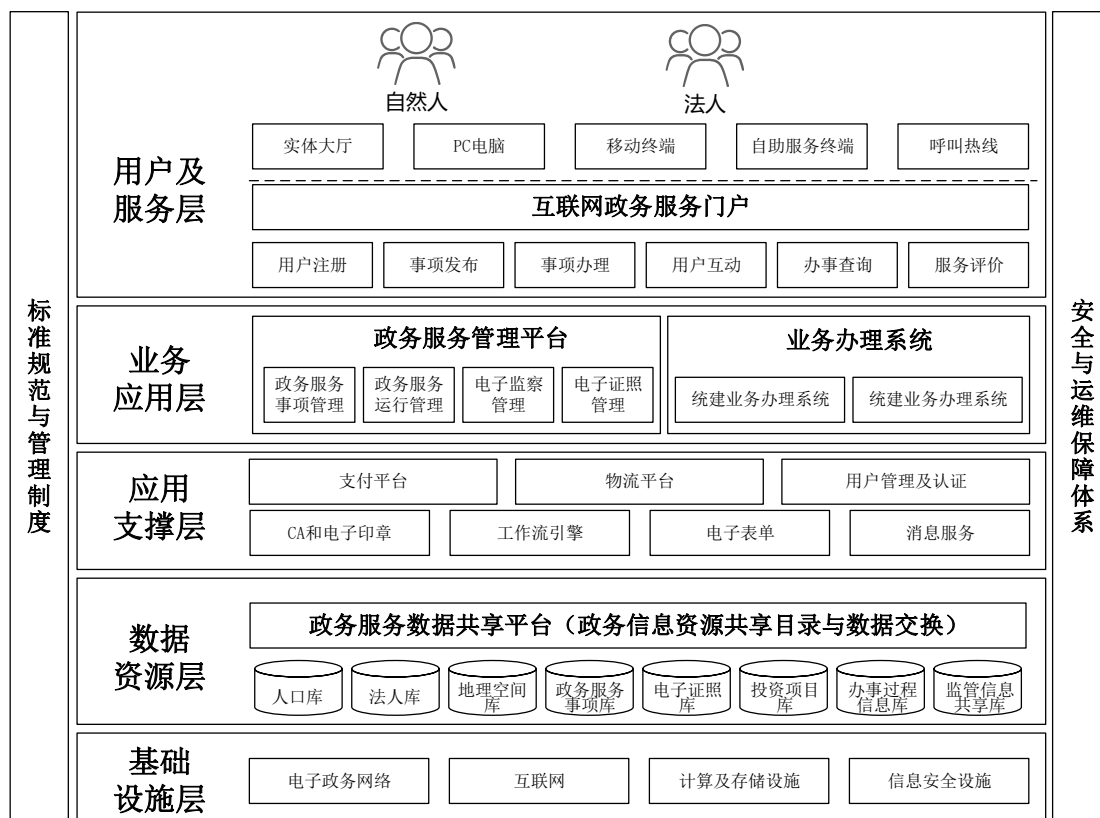 标准规范与管理制度
用户及
服务层
自然人
法人
实体大厅
PC电脑
移动终端
自助服务终端
呼叫热线
互联网政务服务门户
用户注册
事项发布
事项办理
用户互动
办事查询
服务评价
业务
应用层
政务服务管理平台
政务服务
事项管理
政务服务
运行管理
电子监察
管理
电子证照
管理
业务办理系统
统建业务办理系统
统建业务办理系统
应用
支撑层
支付平台
物流平台
用户管理及认证
CA和电子印章
工作流引擎
电子表单
消息服务
数据
资源层
政务服务数据共享平台（政务信息资源共享目录与数据交换）
人口库
法人库
地理空间
库
政务服务
事项库
电子证照
库
投资项目
库
办事过程
信息库
监管信息
共享库
基础
设施层
电子政务网络
互联网
计算及存储设施
信息安全设施
安全与运维保障体系